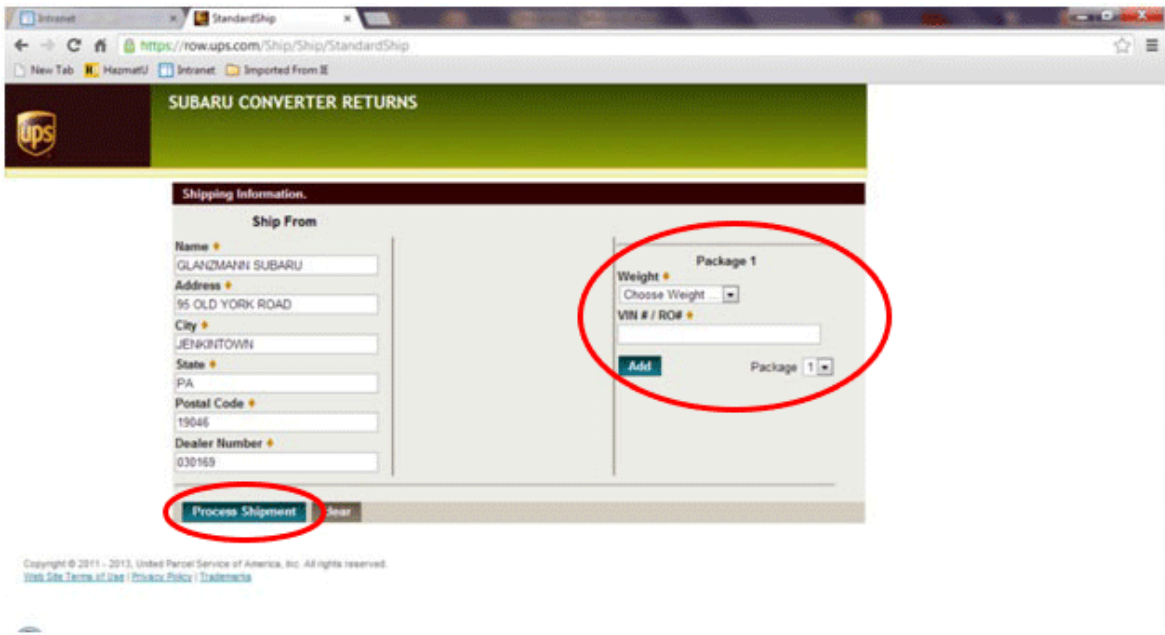 Intranet
StandardShip
https://row.ups.com/Ship/Ship/StandardShip
New Tab HazmatU Intranet Imported From IE
ups
SUBARU CONVERTER RETURNS
Shipping Information.
Ship From
Name
GLANZMANN SUBARU
Address
95 OLD YORK ROAD
City
JENKINTOWN
State
PA
Postal Code
19046
Dealer Number
030169
Package 1
Weight
Choose Weight ...
VIN # / RO#
Add Package 1
Process Shipment Clear
Copyright © 2011 - 2013, United Parcel Service of America, Inc. All rights reserved.
Web Site Terms of Use | Privacy Policy | Trademarks